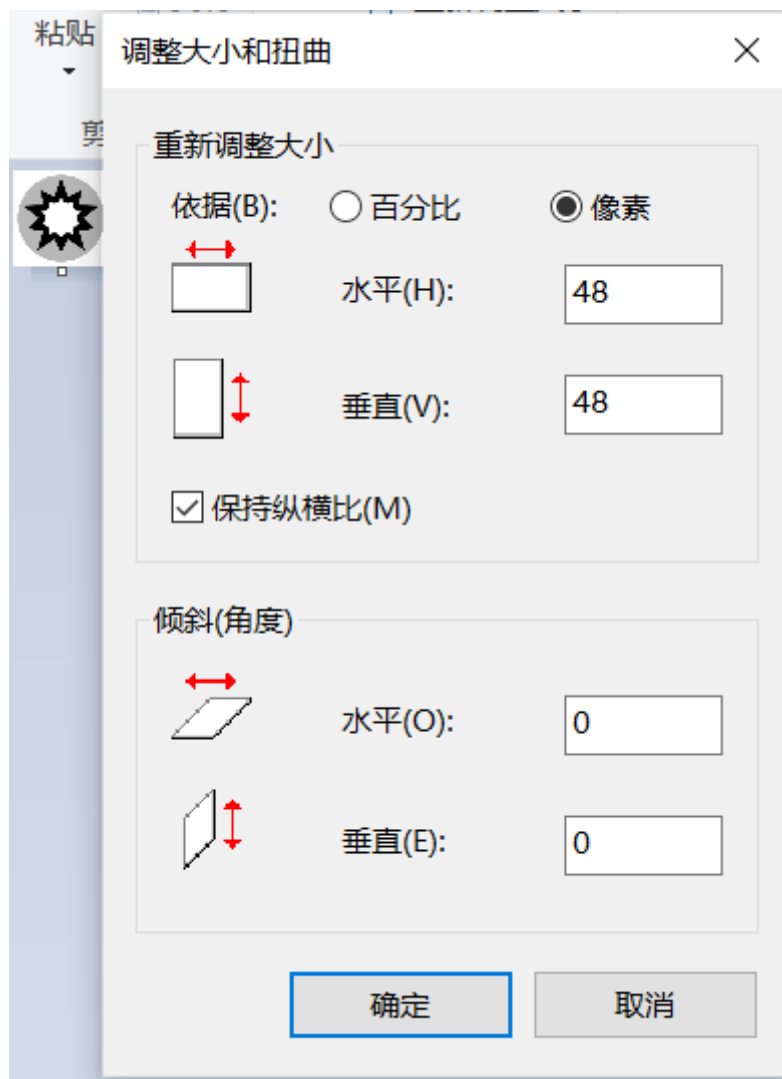 粘贴
调整大小和扭曲
剪
重新调整大小
依据(B): 百分比 像素
水平(H): 48
垂直(V): 48
保持纵横比(M)
倾斜(角度)
水平(O): 0
垂直(E): 0
确定 取消